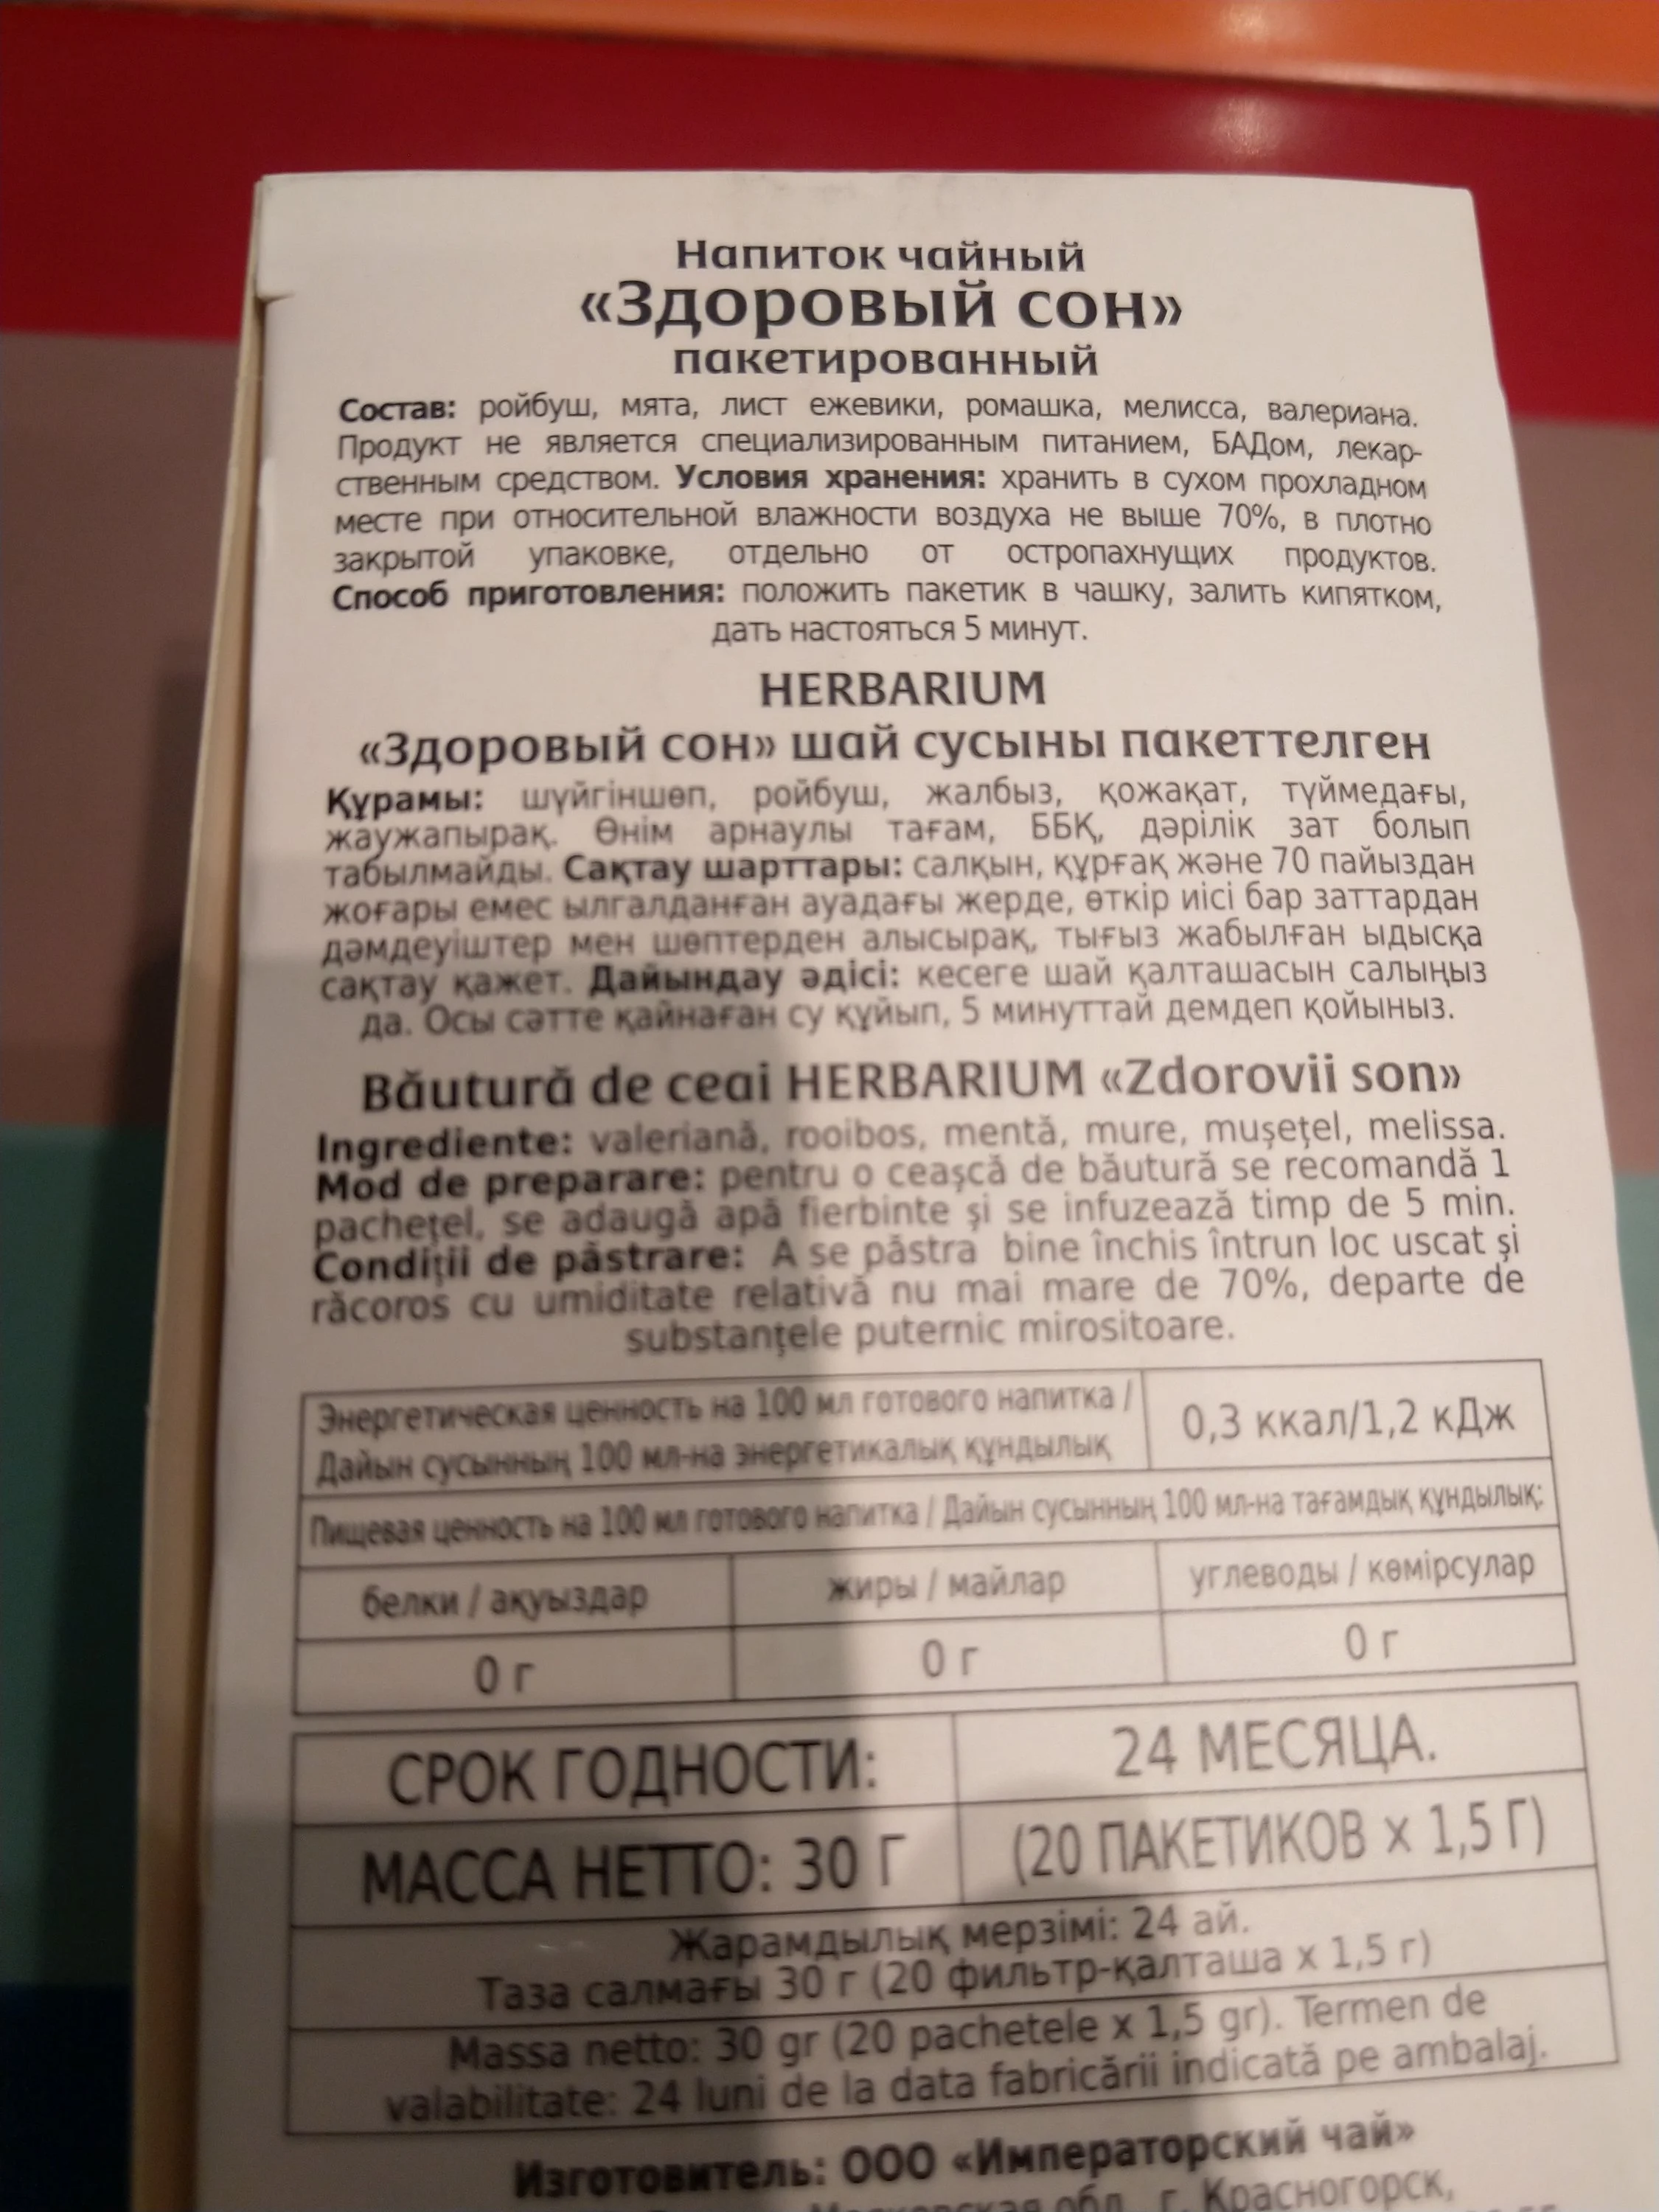 Напиток чайный
«Здоровый сон»
пакетированный
Состав: ройбуш, мята, лист ежевики, ромашка, мелисса, валериана.
Продукт не является специализированным питанием, БАДом, лекар-
ственным средством. Условия хранения: хранить в сухом прохладном
месте при относительной влажности воздуха не выше 70%, в плотно
закрытой упаковке, отдельно от остропахнущих продуктов.
Способ приготовления: положить пакетик в чашку, залить кипятком,
дать настояться 5 минут.
HERBARIUM
«Здоровый сон» шай сусыны пакеттелген
Құрамы: шүйгіншөп, ройбуш, жалбыз, қожақат, түймедағы,
жаужапырақ. Өнім арнаулы тағам, ББҚ, дәрілік зат болып
табылмайды. Сақтау шарттары: салқын, құрғақ және 70 пайыздан
жоғары емес ылгалданған ауадағы жерде, өткір иісі бар заттардан
дәмдеуіштер мен шөптерден алысырақ, тығыз жабылған ыдысқа
сақтау қажет. Дайындау әдісі: кесеге шай қалташасын салыңыз
да. Осы сәтте қайнаған су құйып, 5 минуттай демдеп қойыныз.
Băutură de ceai HERBARIUM «Zdorovii son»
Ingrediente: valeriană, rooibos, mentă, mure, mușețel, melissa.
Mod de preparare: pentru o ceașcă de băutură se recomandă 1
pachețel, se adaugă apă fierbinte și se infuzează timp de 5 min.
Condiții de păstrare: A se păstra bine închis întrun loc uscat și
răcoros cu umiditate relativă nu mai mare de 70%, departe de
substanțele puternic mirositoare.
Энергетическая ценность на 100 мл готового напитка /
Дайын сусынның 100 мл-на энергетикалық құндылық
0,3 ккал/1,2 кДж
Пищевая ценность на 100 мл готового напитка / Дайын сусынның 100 мл-на тағамдық құндылық:
белки / ақуыздар жиры / майлар углеводы / көмірсулар
0 г 0 г 0 г
СРОК ГОДНОСТИ: 24 МЕСЯЦА.
МАССА НЕТТО: 30 Г (20 ПАКЕТИКОВ х 1,5 Г)
Жарамдылық мерзімі: 24 ай.
Таза салмағы 30 г (20 фильтр-қалташа х 1,5 г)
Massa netto: 30 gr (20 pachetele x 1,5 gr). Termen de
valabilitate: 24 luni de la data fabricării indicată pe ambalaj.
Изготовитель: ООО «Императорский чай»
Московская обл., г. Красногорск,